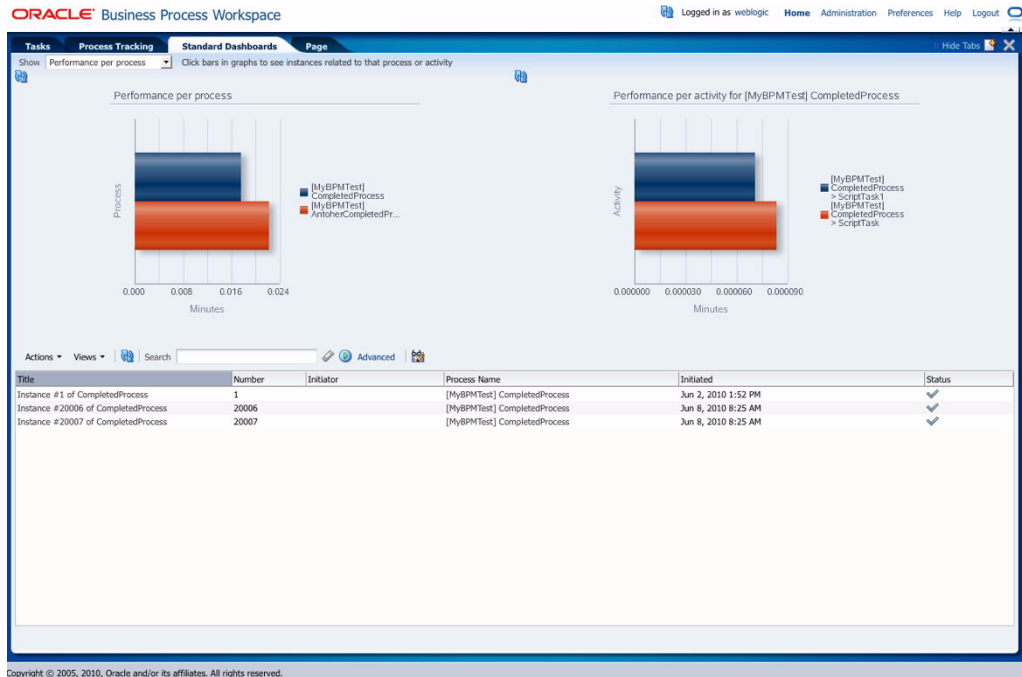 ORACLE Business Process Workspace
Logged in as weblogic Home Administration Preferences Help Logout
Tasks Process Tracking Standard Dashboards Page
Hide Tabs
Show Performance per process Click bars in graphs to see instances related to that process or activity
Performance per process
Process
[MyBPMTest]
CompletedProcess
[MyBPMTest]
AntoherCompletedPr...
0.000 0.008 0.016 0.024
Minutes
Performance per activity for [MyBPMTest] CompletedProcess
Activity
[MyBPMTest]
CompletedProcess
> ScriptTask1
[MyBPMTest]
CompletedProcess
> ScriptTask
0.000000 0.000030 0.000060 0.000090
Minutes
Actions Views Search Advanced
Title Number Initiator Process Name Initiated Status
Instance #1 of CompletedProcess 1 [MyBPMTest] CompletedProcess Jun 2, 2010 1:52 PM
Instance #20006 of CompletedProcess 20006 [MyBPMTest] CompletedProcess Jun 8, 2010 8:25 AM
Instance #20007 of CompletedProcess 20007 [MyBPMTest] CompletedProcess Jun 8, 2010 8:25 AM
Copyright © 2005, 2010, Oracle and/or its affiliates. All rights reserved.